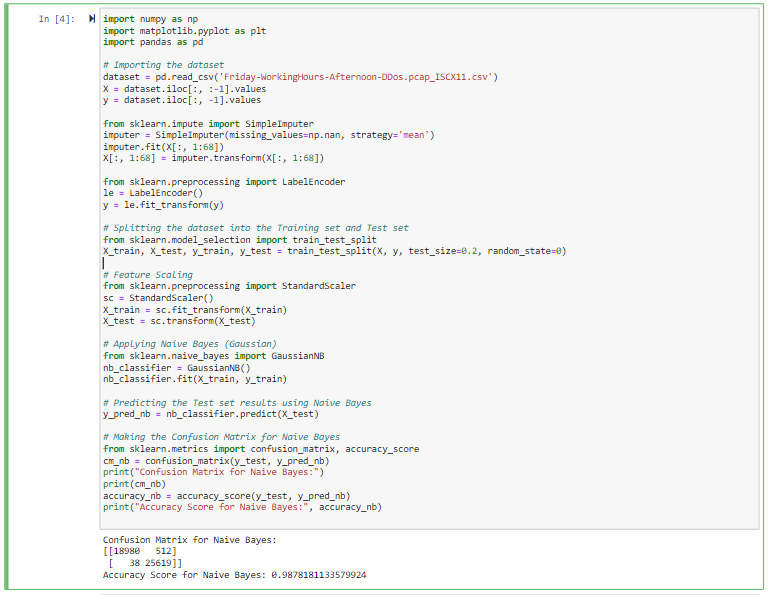 In [4]:
import numpy as np
import matplotlib.pyplot as plt
import pandas as pd
# Importing the dataset
dataset = pd.read_csv('Friday-WorkingHours-Afternoon-DDos.pcap_ISCX11.csv')
X = dataset.iloc[:, :-1].values
y = dataset.iloc[:, -1].values
from sklearn.impute import SimpleImputer
imputer = SimpleImputer(missing_values=np.nan, strategy='mean')
imputer.fit(X[:, 1:68])
X[:, 1:68] = imputer.transform(X[:, 1:68])
from sklearn.preprocessing import LabelEncoder
le = LabelEncoder()
y = le.fit_transform(y)
# Splitting the dataset into the Training set and Test set
from sklearn.model_selection import train_test_split
X_train, X_test, y_train, y_test = train_test_split(X, y, test_size=0.2, random_state=0)
# Feature Scaling
from sklearn.preprocessing import StandardScaler
sc = StandardScaler()
X_train = sc.fit_transform(X_train)
X_test = sc.transform(X_test)
# Applying Naive Bayes (Gaussian)
from sklearn.naive_bayes import GaussianNB
nb_classifier = GaussianNB()
nb_classifier.fit(X_train, y_train)
# Predicting the Test set results using Naive Bayes
y_pred_nb = nb_classifier.predict(X_test)
# Making the Confusion Matrix for Naive Bayes
from sklearn.metrics import confusion_matrix, accuracy_score
cm_nb = confusion_matrix(y_test, y_pred_nb)
print("Confusion Matrix for Naive Bayes:")
print(cm_nb)
accuracy_nb = accuracy_score(y_test, y_pred_nb)
print("Accuracy Score for Naive Bayes:", accuracy_nb)
Confusion Matrix for Naive Bayes:
[[18980   512]
 [   38 25619]]
Accuracy Score for Naive Bayes: 0.9878181133579924